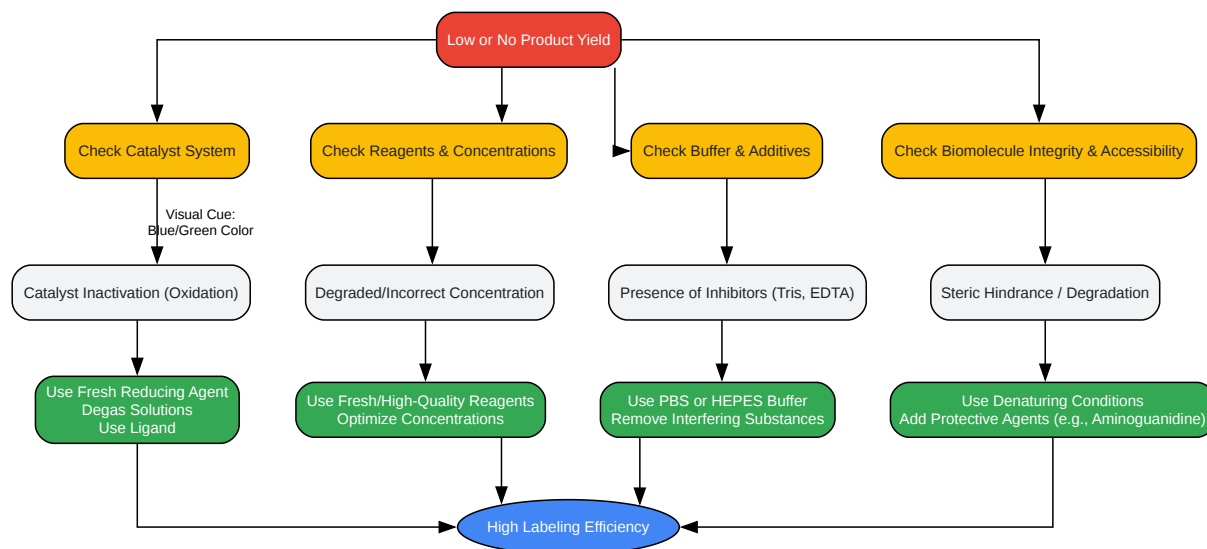 Low or No Product Yield
Check Catalyst System
Check Reagents & Concentrations
Check Buffer & Additives
Check Biomolecule Integrity & Accessibility
Visual Cue:
Blue/Green Color
Catalyst Inactivation (Oxidation)
Degraded/Incorrect Concentration
Presence of Inhibitors (Tris, EDTA)
Steric Hindrance / Degradation
Use Fresh Reducing Agent
Degas Solutions
Use Ligand
Use Fresh/High-Quality Reagents
Optimize Concentrations
Use PBS or HEPES Buffer
Remove Interfering Substances
Use Denaturing Conditions
Add Protective Agents (e.g., Aminoguanidine)
High Labeling Efficiency